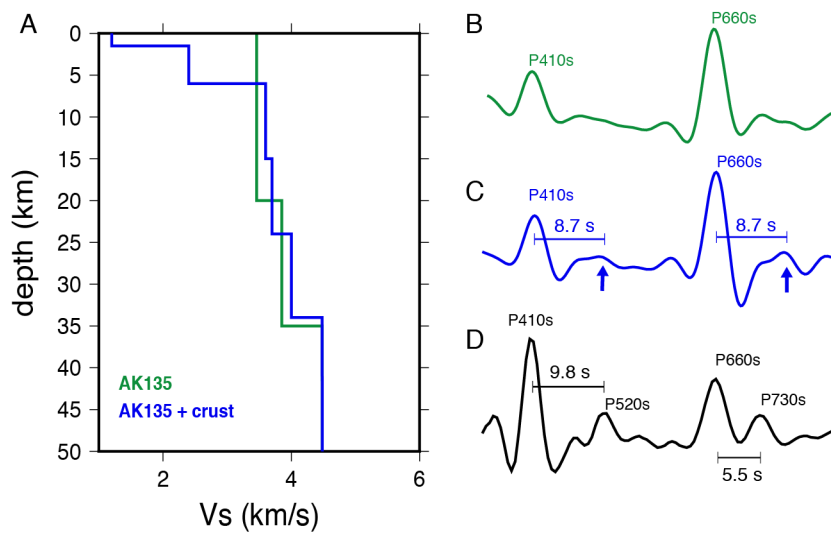 A
0
5
10
15
20
25
30
35
40
45
50
depth (km)
AK135
AK135 + crust
2
4
6
Vs (km/s)
B
P410s
P660s
C
P410s
P660s
8.7 s
8.7 s
D
P410s
9.8 s
P520s
P660s
P730s
5.5 s